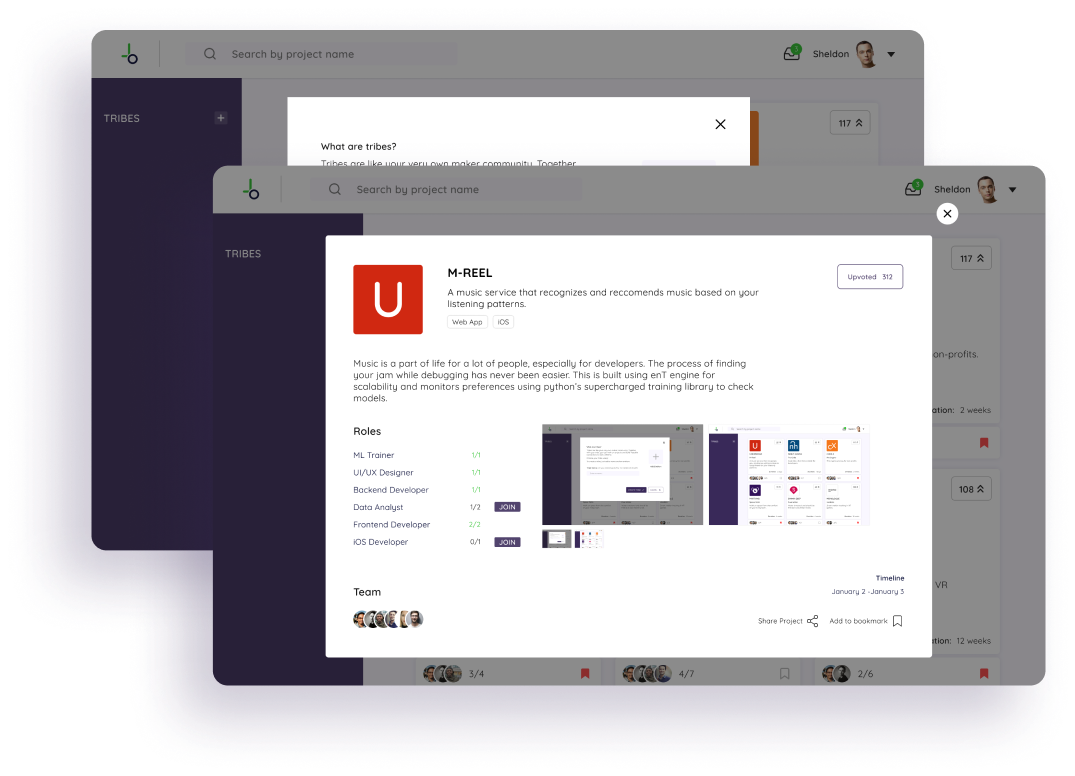 Search by project name
3
Sheldon
TRIBES
117
What are tribes?
Tribes are like your very own maker community. Together
Search by project name
3
Sheldon
TRIBES
117
on-profits.
ation: 2 weeks
108
VR
tion: 12 weeks
U
M-REEL
A music service that recognizes and reccomends music based on your
listening patterns.
Web App
iOS
Upvoted 312
Music is a part of life for a lot of people, especially for developers. The process of finding
your jam while debugging has never been easier. This is built using enT engine for
scalability and monitors preferences using python's supercharged training library to check
models.
Roles
ML Trainer 1/1
UI/UX Designer 1/1
Backend Developer 1/1
Data Analyst 1/2 JOIN
Frontend Developer 2/2
iOS Developer 0/1 JOIN
Timeline
January 2 -January 3
Team
Share Project
Add to bookmark
3/4
4/7
2/6